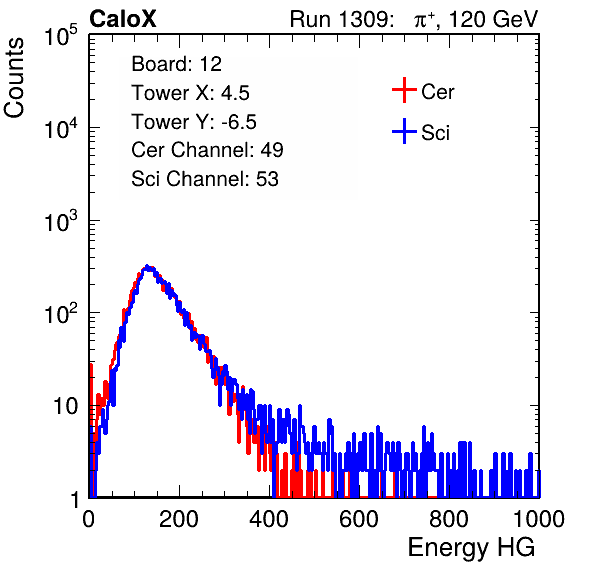 CaloX Run 1309: π⁺, 120 GeV
Board: 12
Tower X: 4.5
Tower Y: -6.5
Cer Channel: 49
Sci Channel: 53
Cer
Sci
Counts
10⁵
10⁴
10³
10²
10
1
0 200 400 600 800 1000
Energy HG